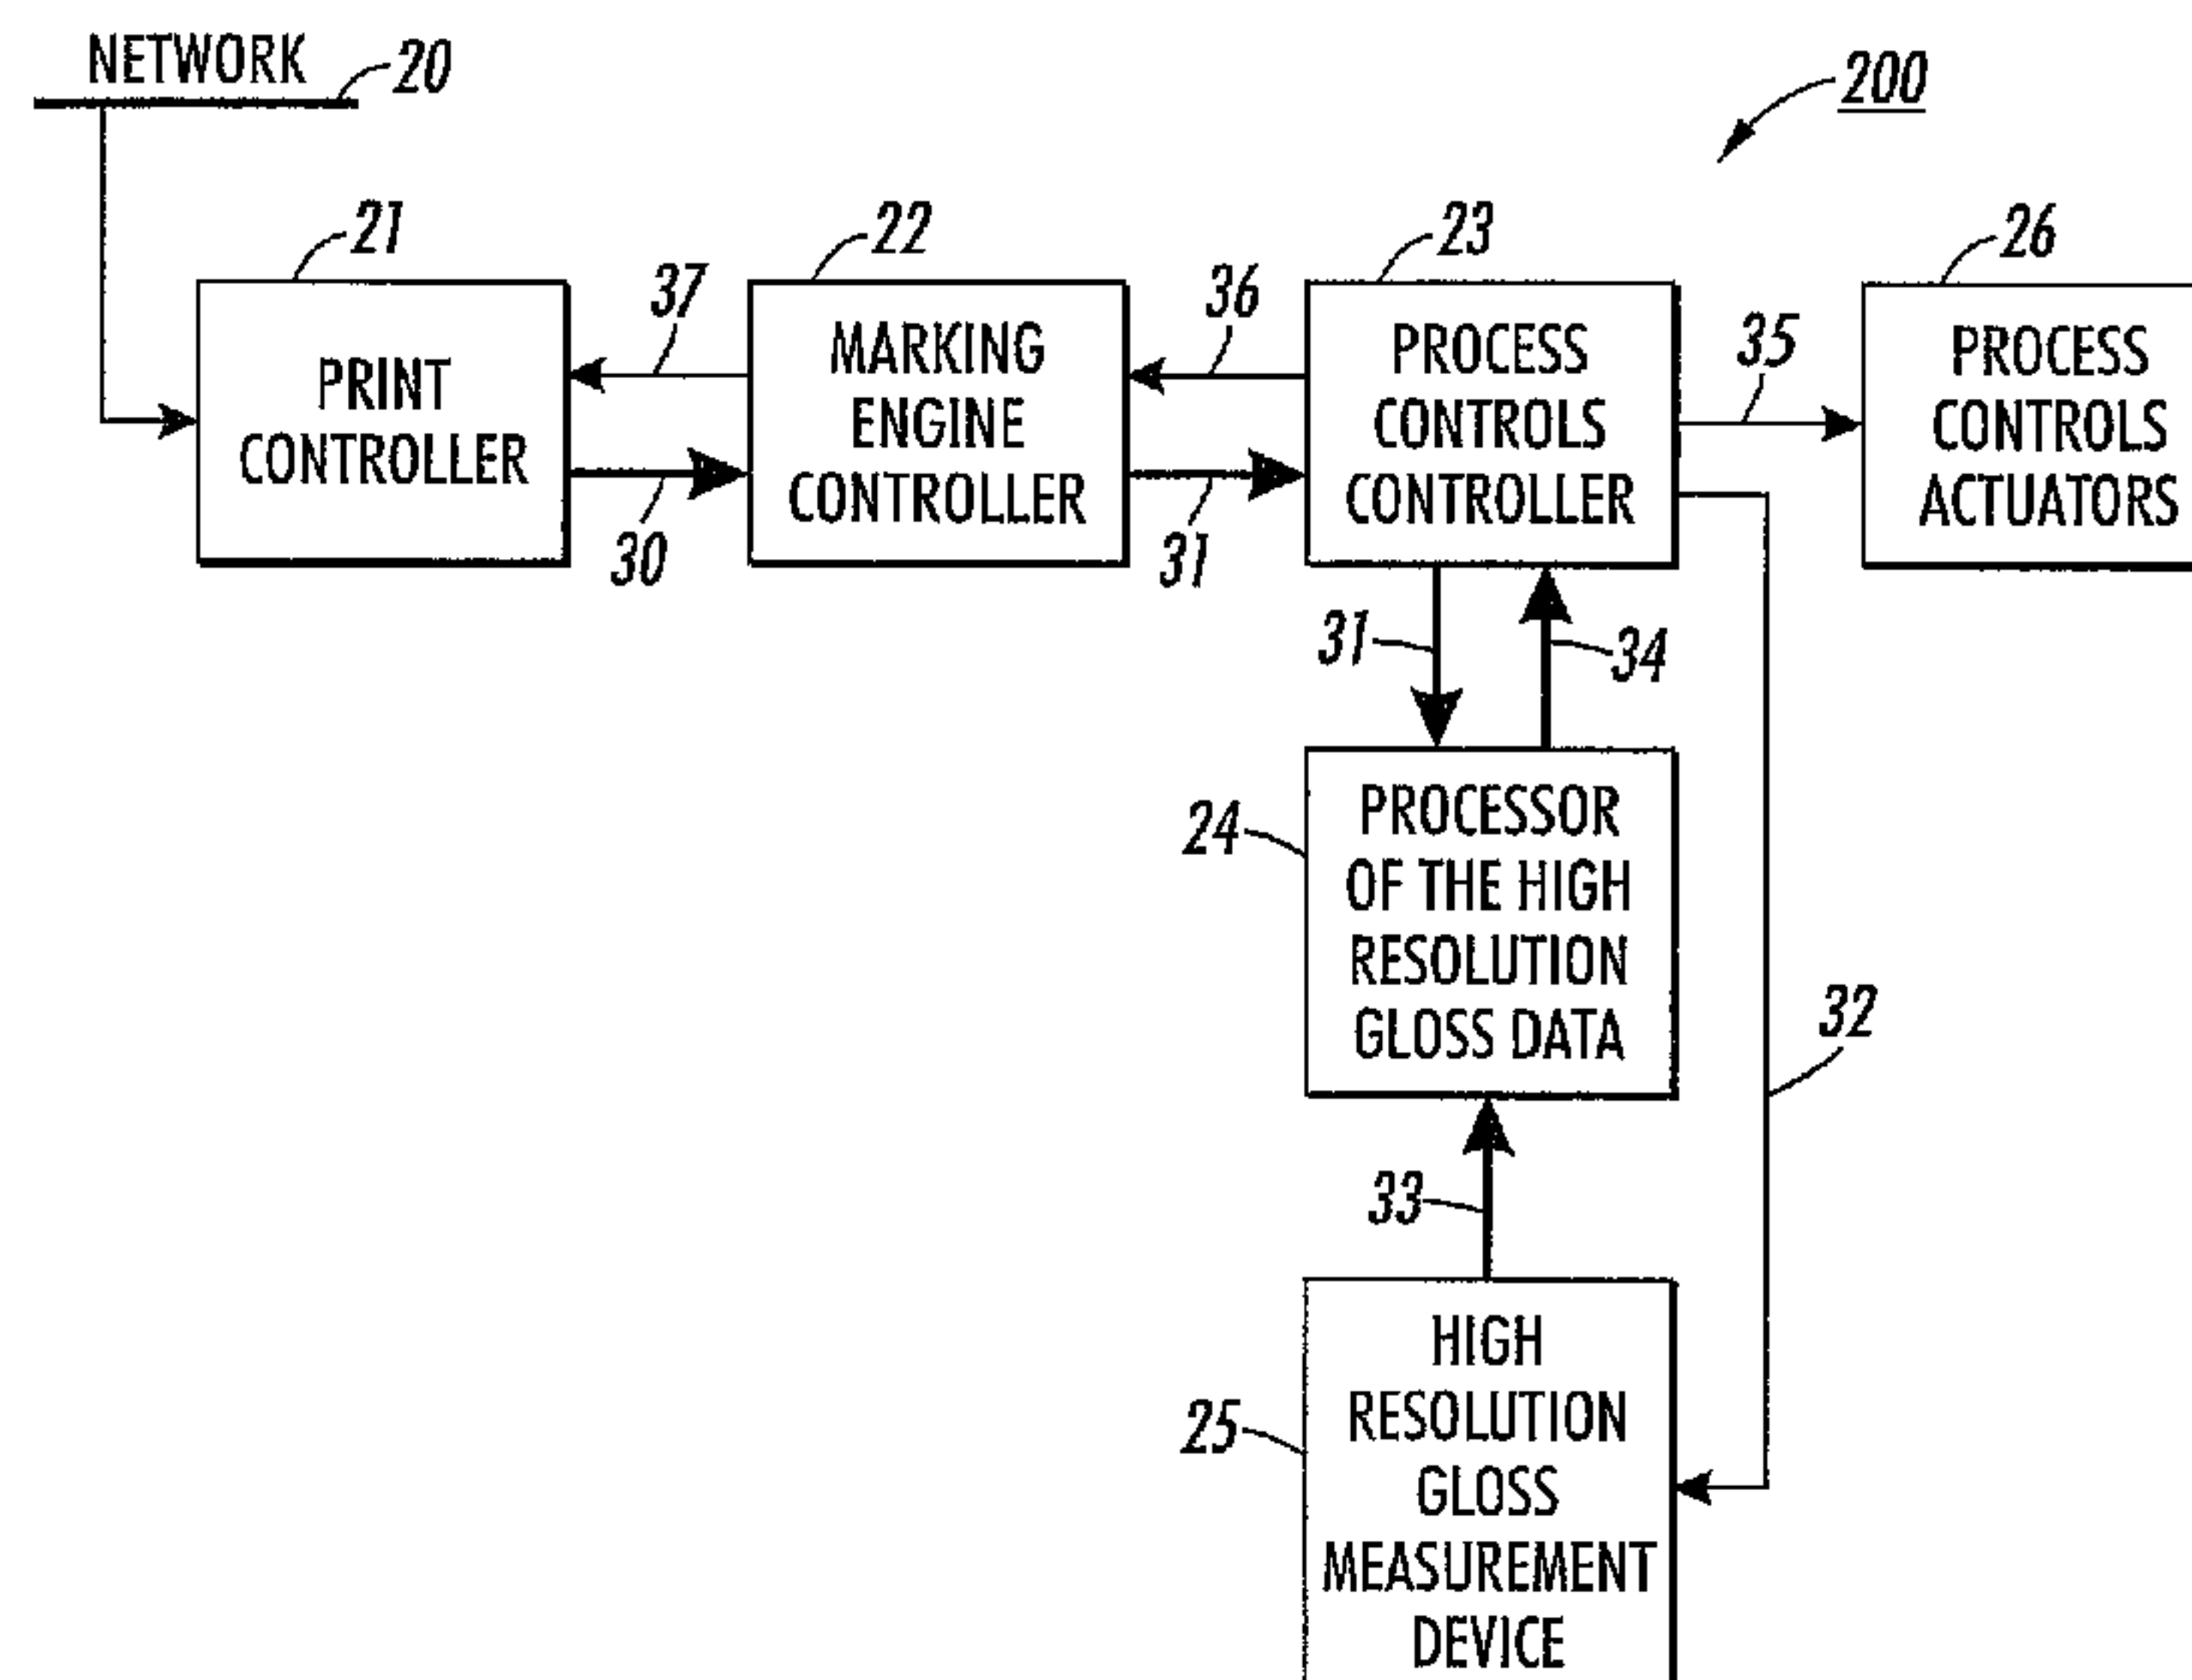 NETWORK
20
200
21
22
23
26
37
36
35
PRINT
CONTROLLER
MARKING
ENGINE
CONTROLLER
PROCESS
CONTROLS
CONTROLLER
PROCESS
CONTROLS
ACTUATORS
30
31
31
34
24
PROCESSOR
OF THE HIGH
RESOLUTION
GLOSS DATA
32
33
25
HIGH
RESOLUTION
GLOSS
MEASUREMENT
DEVICE